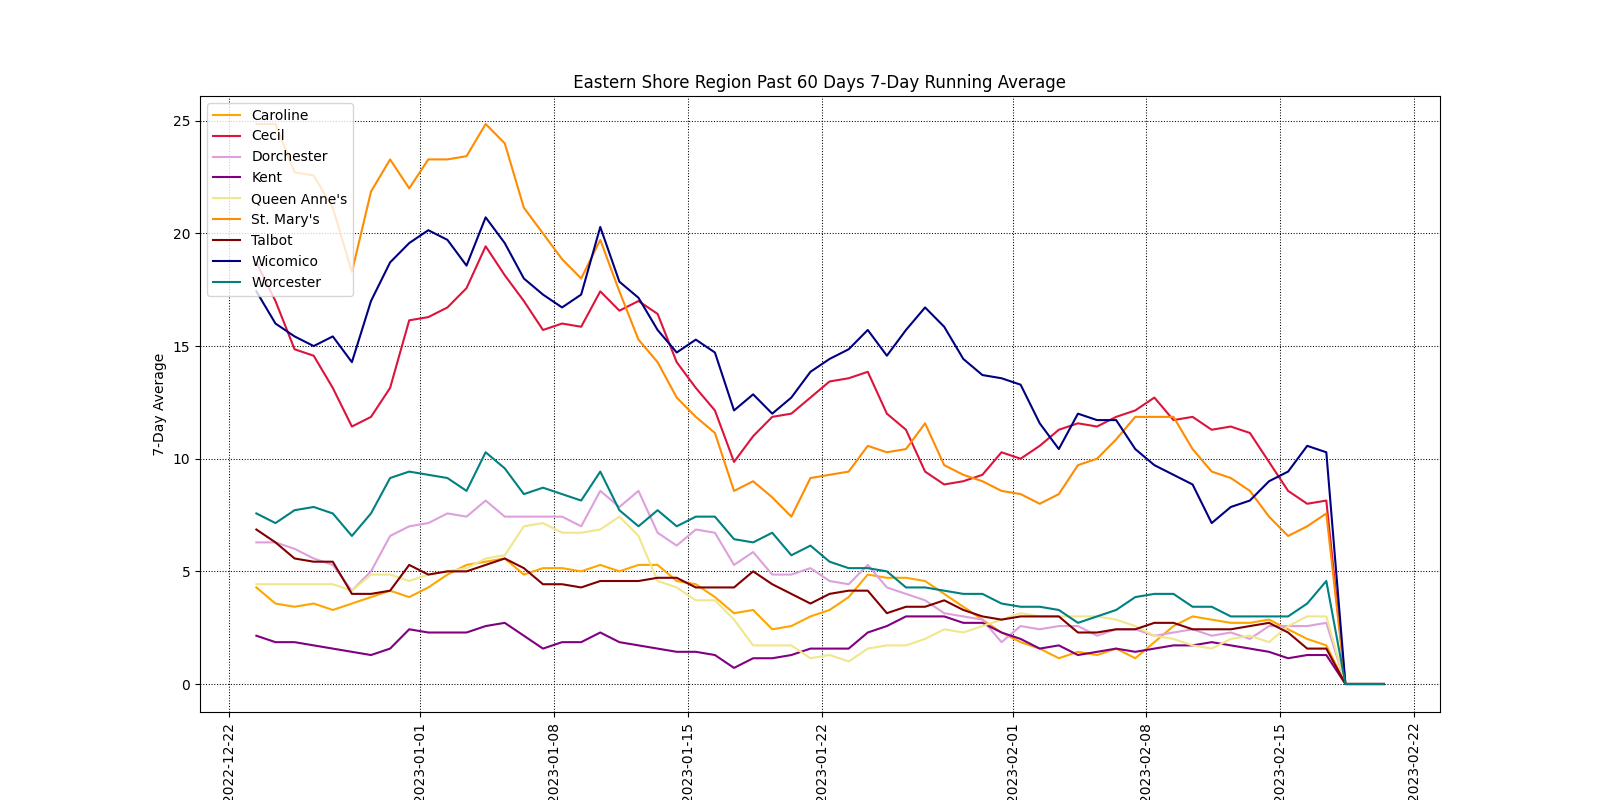 Eastern Shore Region Past 60 Days 7-Day Running Average
7-Day Average
25
20
15
10
5
0
Caroline
Cecil
Dorchester
Kent
Queen Anne's
St. Mary's
Talbot
Wicomico
Worcester
2022-12-22
2023-01-01
2023-01-08
2023-01-15
2023-01-22
2023-02-01
2023-02-08
2023-02-15
2023-02-22